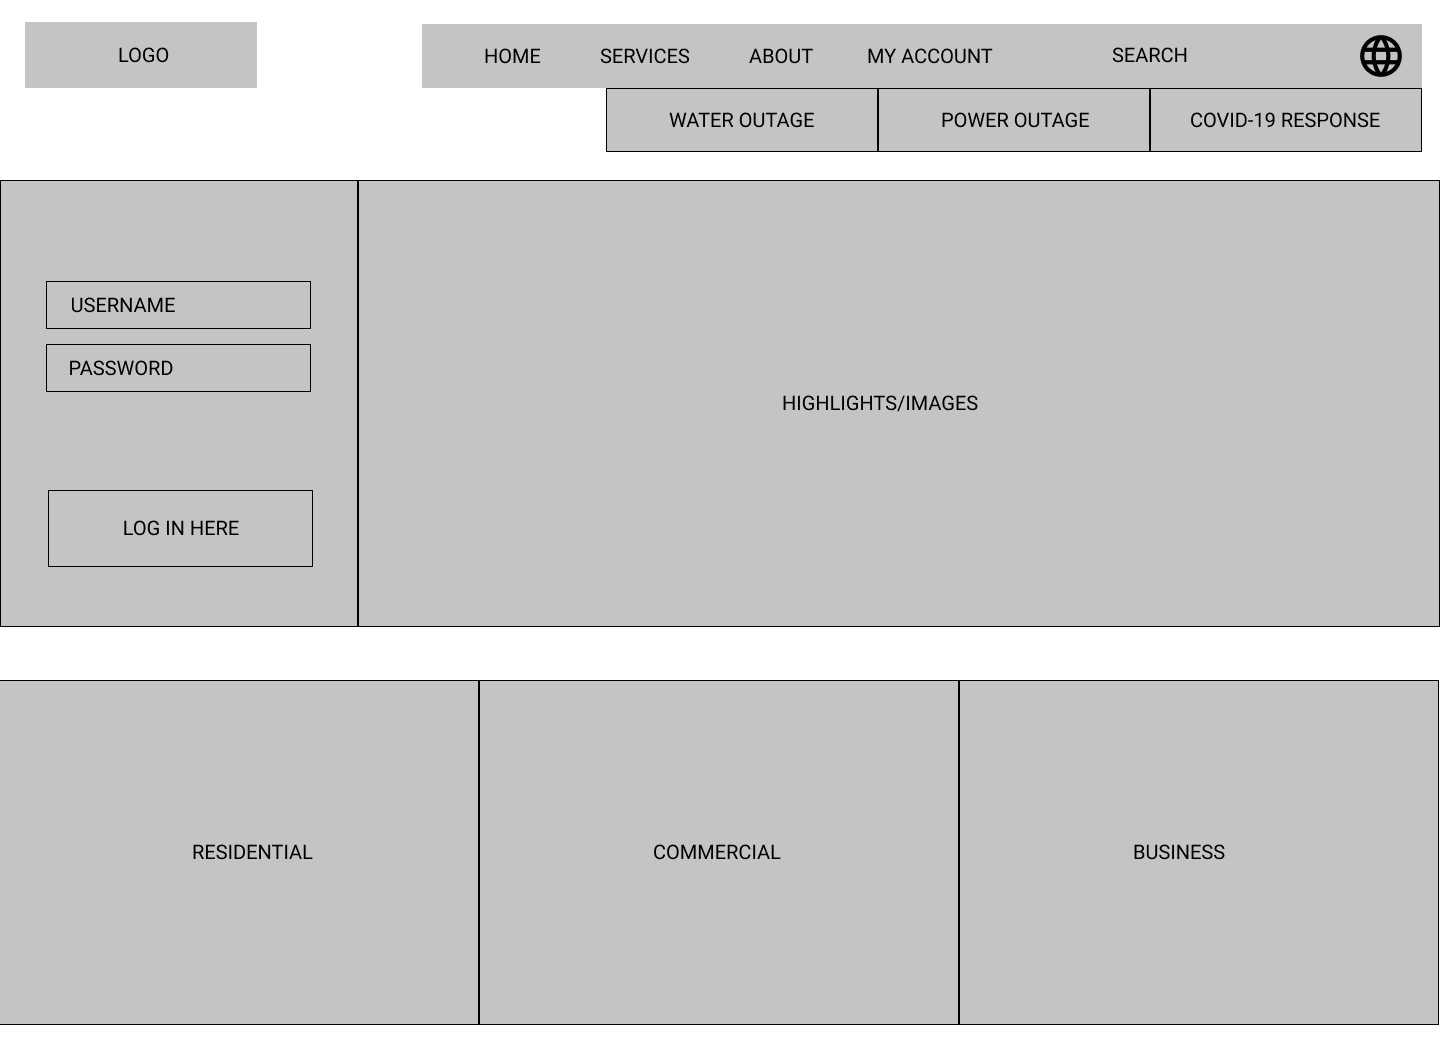 LOGO
HOME SERVICES ABOUT MY ACCOUNT SEARCH
WATER OUTAGE POWER OUTAGE COVID-19 RESPONSE
USERNAME
PASSWORD
HIGHLIGHTS/IMAGES
LOG IN HERE
RESIDENTIAL COMMERCIAL BUSINESS